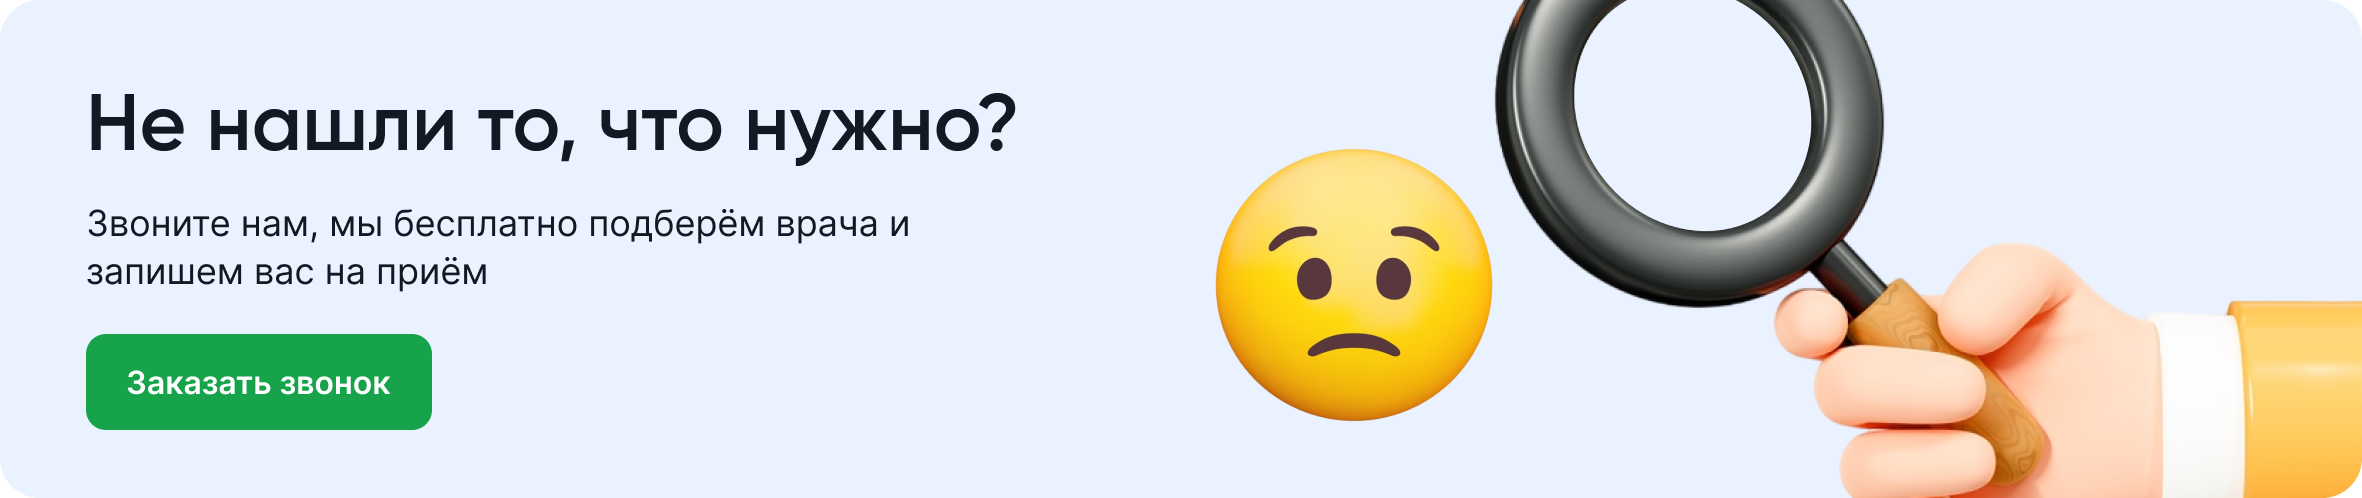 Не нашли то, что нужно?
Звоните нам, мы бесплатно подберём врача и
запишем вас на приём
Заказать звонок